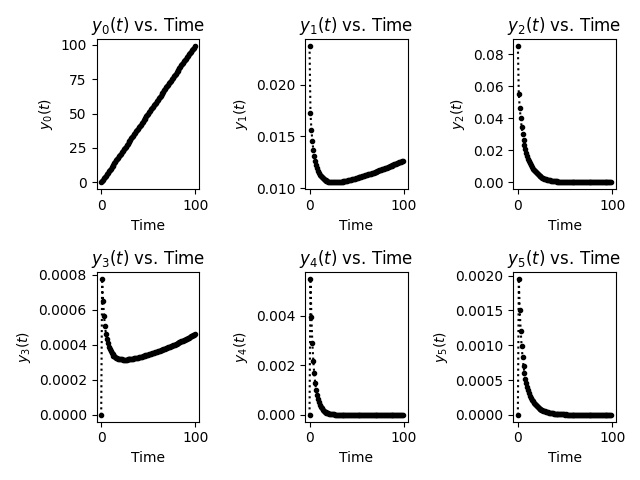 y₀(t) vs. Time
y₁(t) vs. Time
y₂(t) vs. Time
100
75
50
25
0
y₀(t)
0
100
Time
0.020
0.015
0.010
y₁(t)
0
100
Time
0.08
0.06
0.04
0.02
0.00
y₂(t)
0
100
Time
y₃(t) vs. Time
y₄(t) vs. Time
y₅(t) vs. Time
0.0008
0.0006
0.0004
0.0002
0.0000
y₃(t)
0
100
Time
0.004
0.002
0.000
y₄(t)
0
100
Time
0.0020
0.0015
0.0010
0.0005
0.0000
y₅(t)
0
100
Time